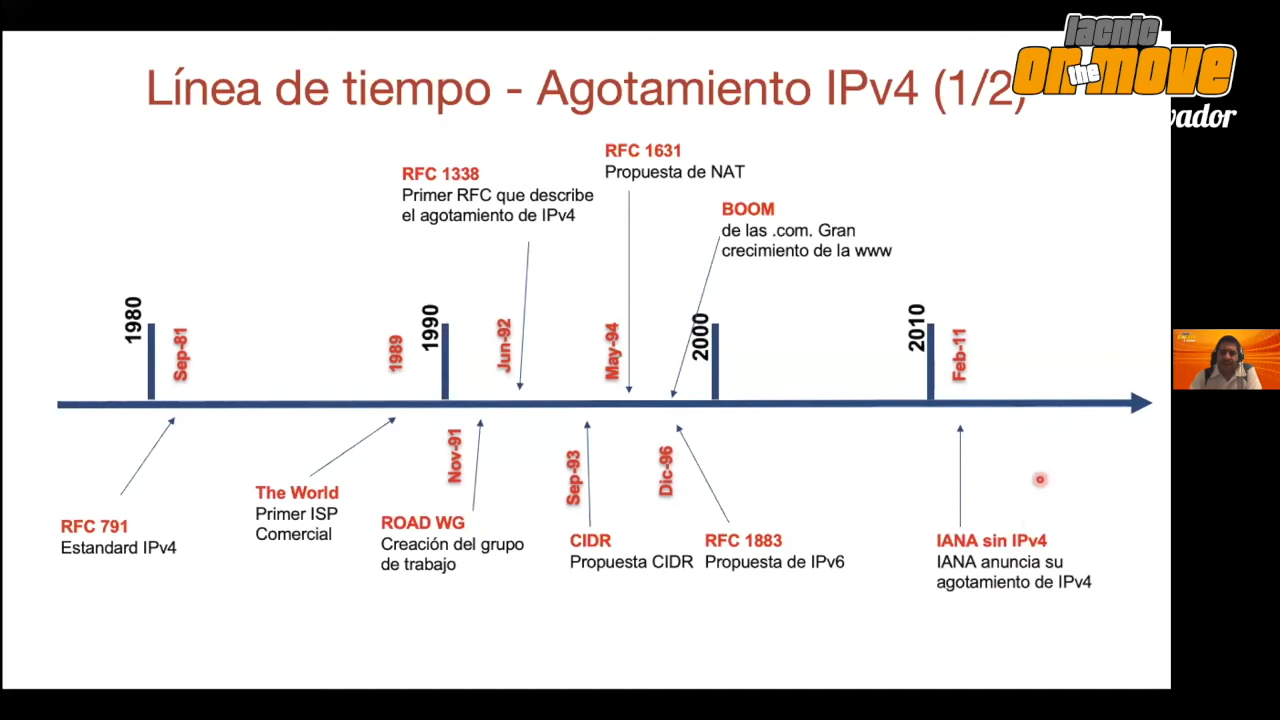 Línea de tiempo - Agotamiento IPv4 (1/2)
lacnic
on the move
vador
RFC 1631
Propuesta de NAT
RFC 1338
Primer RFC que describe
el agotamiento de IPv4
BOOM
de las .com. Gran
crecimiento de la www
1980
Sep-81
1989
1990
Jun-92
May-94
2000
2010
Feb-11
Nov-91
Sep-93
Dic-96
RFC 791
Estandard IPv4
The World
Primer ISP
Comercial
ROAD WG
Creación del grupo
de trabajo
CIDR
Propuesta CIDR
RFC 1883
Propuesta de IPv6
IANA sin IPv4
IANA anuncia su
agotamiento de IPv4